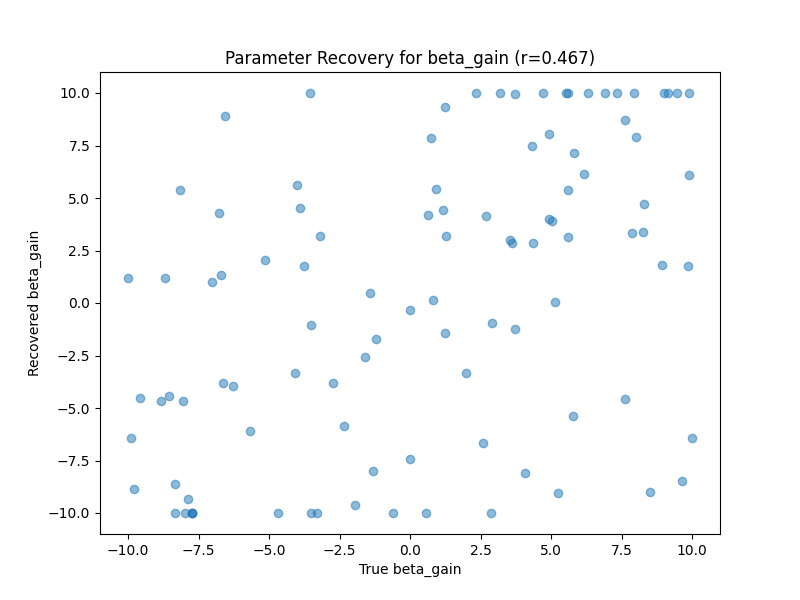 Parameter Recovery for beta_gain (r=0.467)
10.0
7.5
5.0
2.5
0.0
−2.5
−5.0
−7.5
−10.0
Recovered beta_gain
−10.0 −7.5 −5.0 −2.5 0.0 2.5 5.0 7.5 10.0
True beta_gain